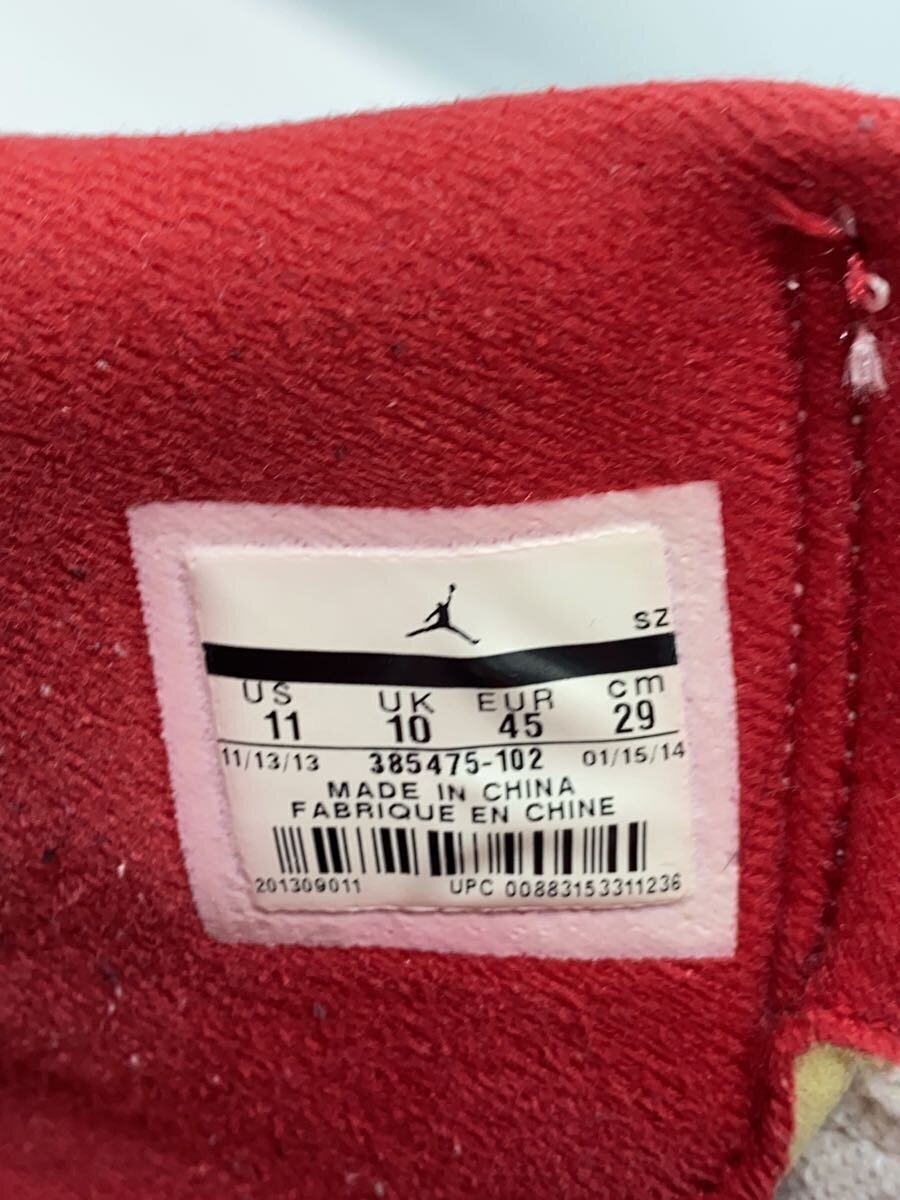 SZ
US UK EUR cm
11 10 45 29
11/13/13 385475-102 01/15/14
MADE IN CHINA
FABRIQUE EN CHINE
201309011 UPC 00883153311236